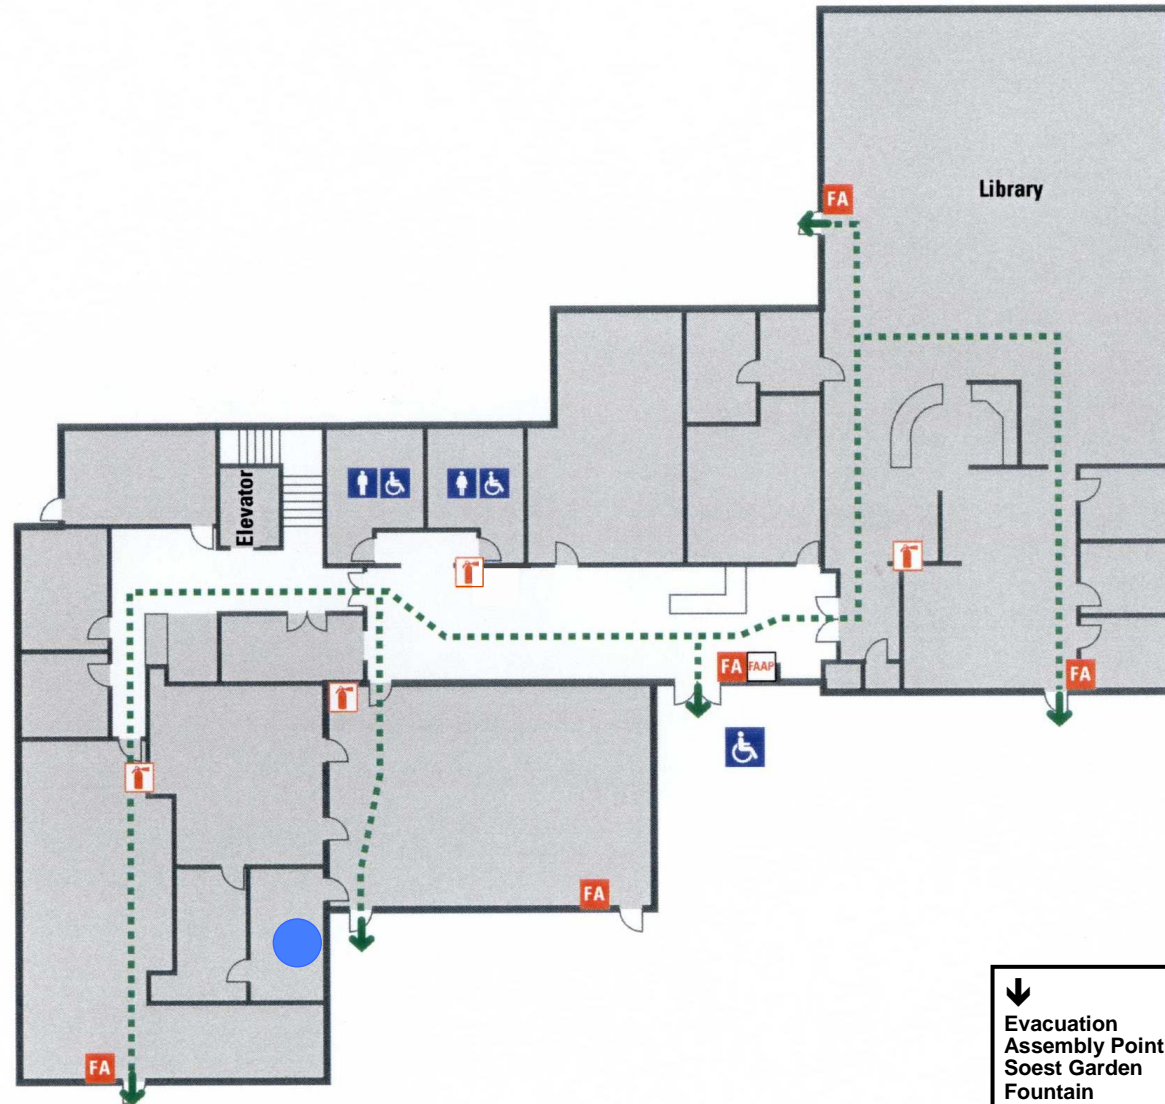 FA
Library
Elevator
FA
FAAP
FA
FA
FA
Evacuation
Assembly Point
Soest Garden
Fountain